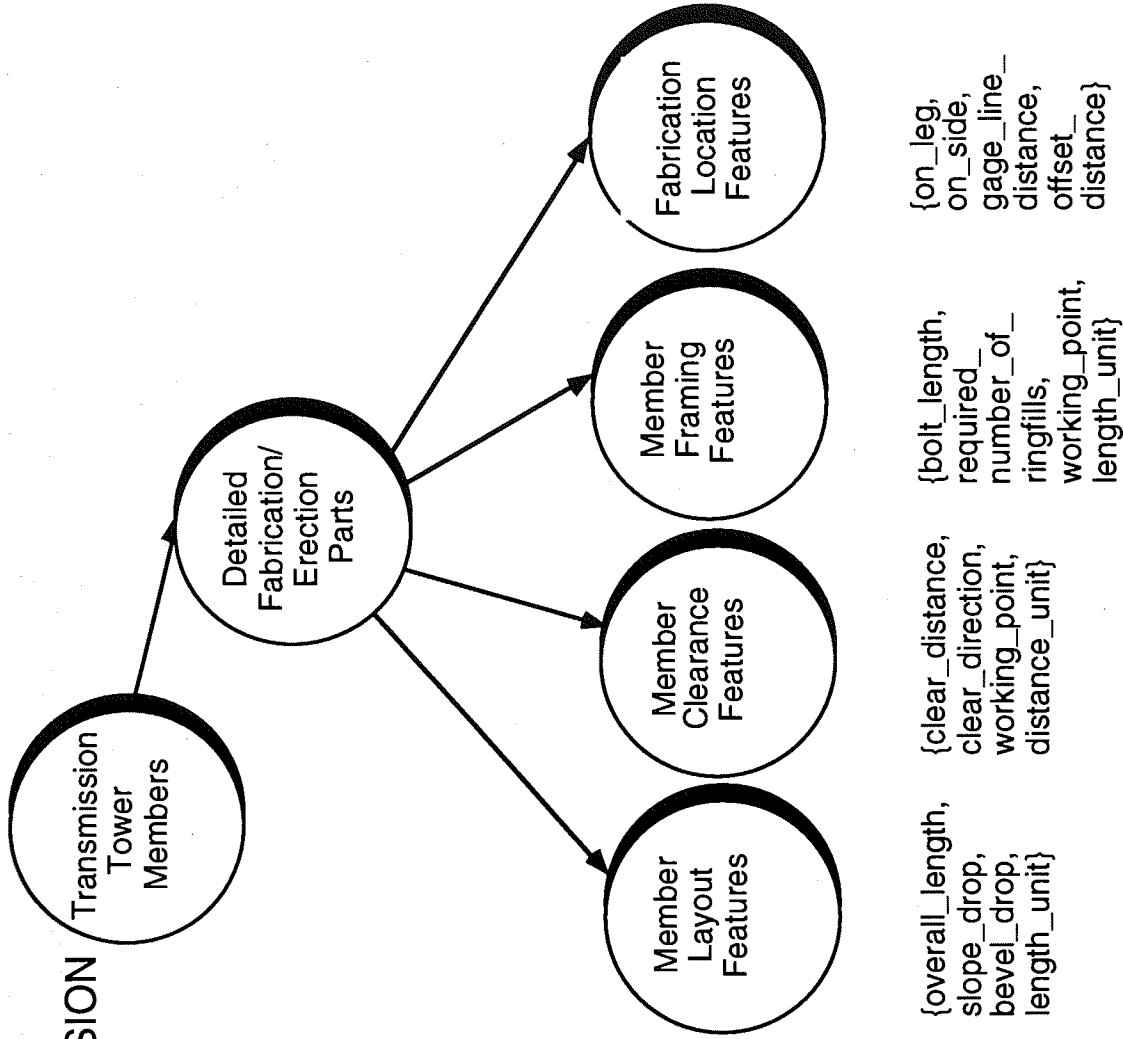 SION
Transmission
Tower
Members
Detailed
Fabrication/
Erection
Parts
Member
Layout
Features
Member
Clearance
Features
Member
Framing
Features
Fabrication
Location
Features
{overall_length,
slope_drop,
bevel_drop,
length_unit}
{clear_distance,
clear_direction,
working_point,
distance_unit}
{bolt_length,
required_
number_of_
ringfills,
working_point,
length_unit}
{on_leg,
on_side,
gage_line_
distance,
offset_
distance}